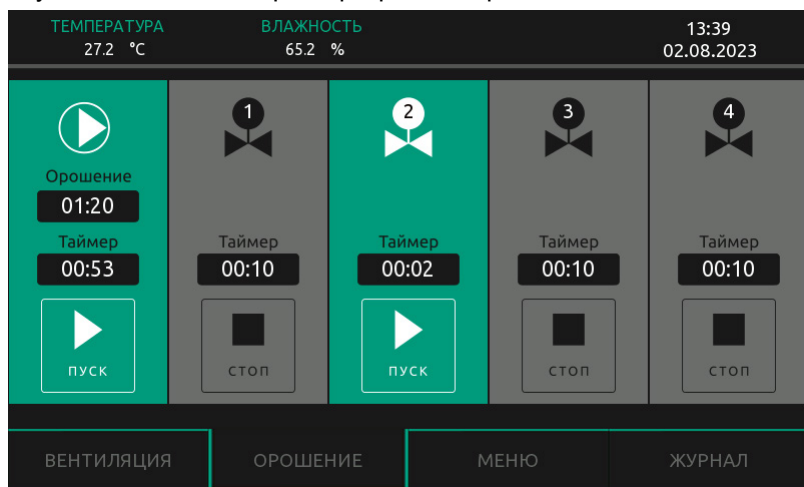 ТЕМПЕРАТУРА
27.2 °C
ВЛАЖНОСТЬ
65.2 %
13:39
02.08.2023
Орошение
01:20
Таймер
00:53
ПУСК
1
Таймер
00:10
СТОП
2
Таймер
00:02
ПУСК
3
Таймер
00:10
СТОП
4
Таймер
00:10
СТОП
ВЕНТИЛЯЦИЯ
ОРОШЕНИЕ
МЕНЮ
ЖУРНАЛ